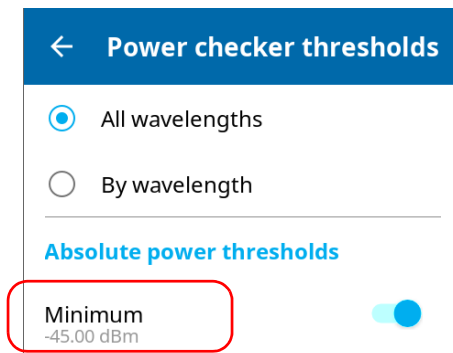 Power checker thresholds
All wavelengths
By wavelength
Absolute power thresholds
Minimum
-45.00 dBm